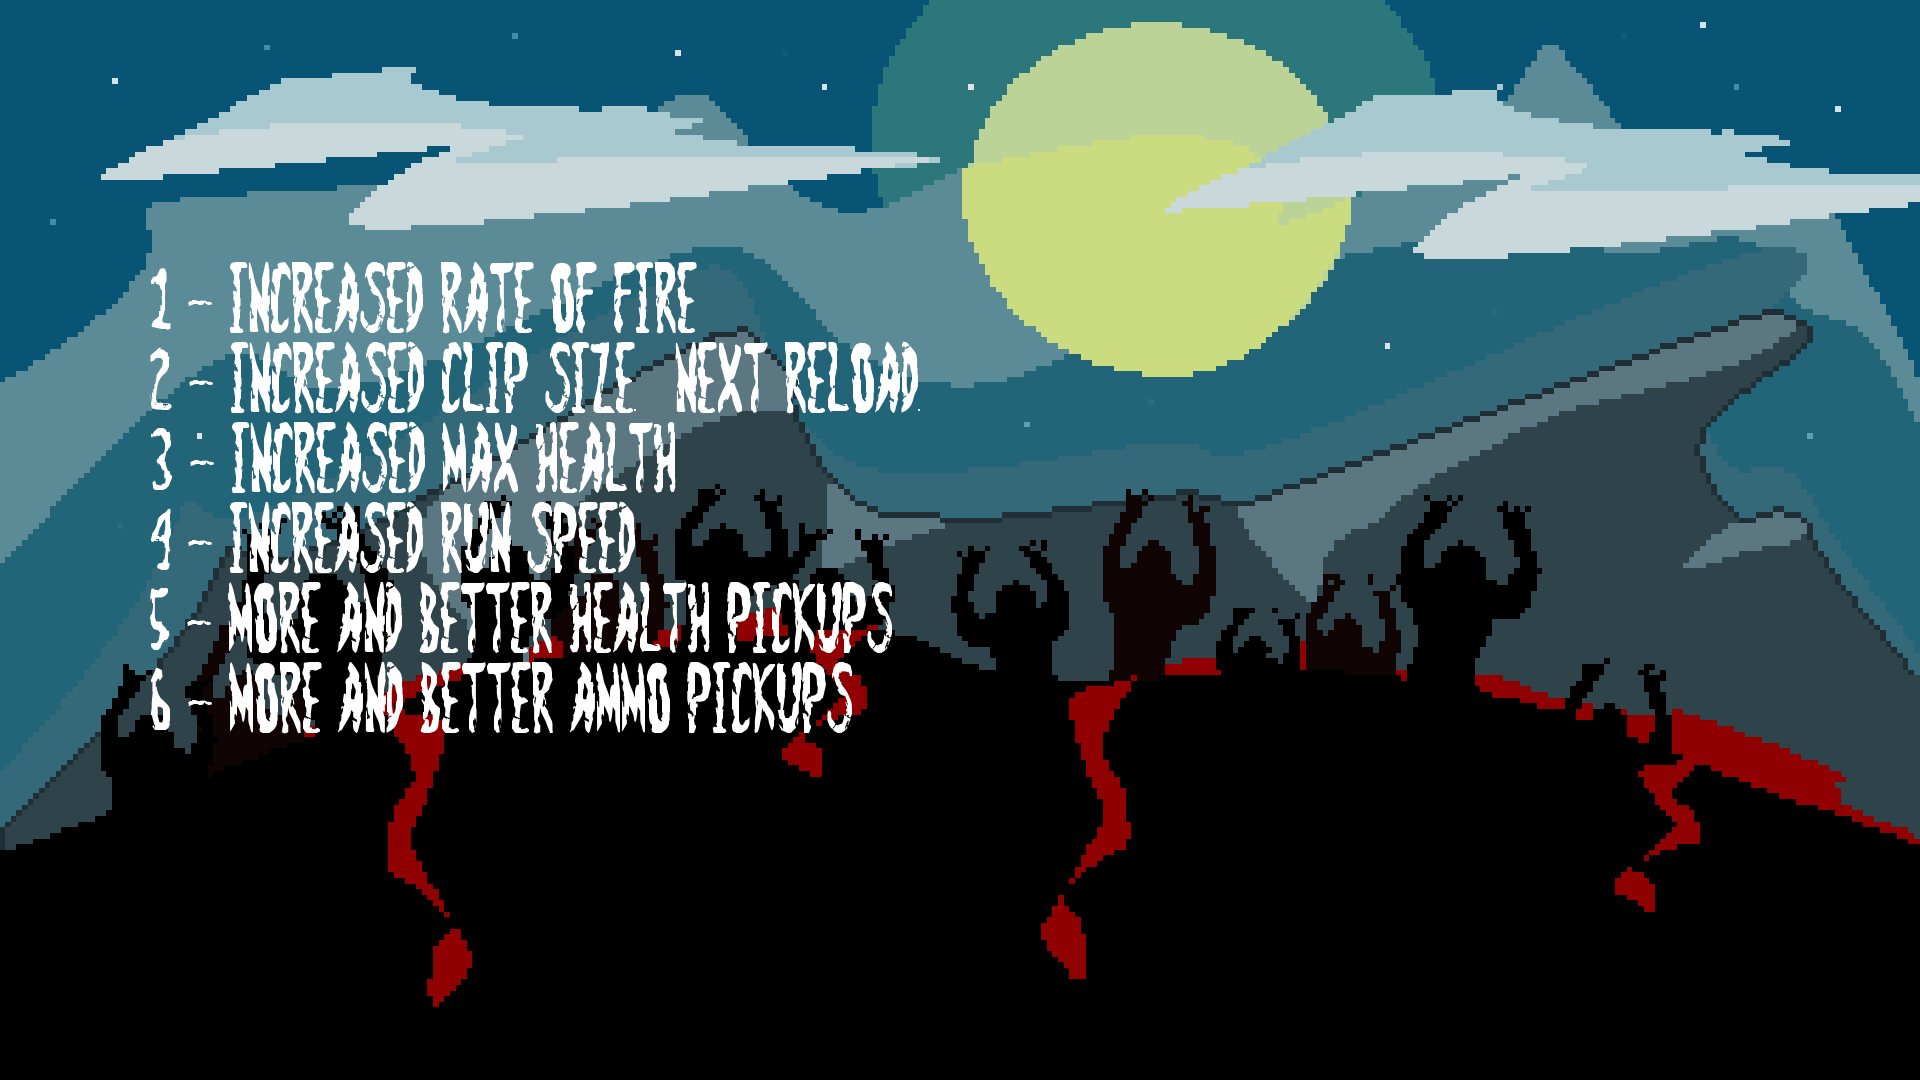 1 - INCREASED RATE OF FIRE
2 - INCREASED CLIP SIZE. NEXT RELOAD.
3 - INCREASED MAX HEALTH
4 - INCREASED RUN SPEED
5 - MORE AND BETTER HEALTH PICKUPS
6 - MORE AND BETTER AMMO PICKUPS